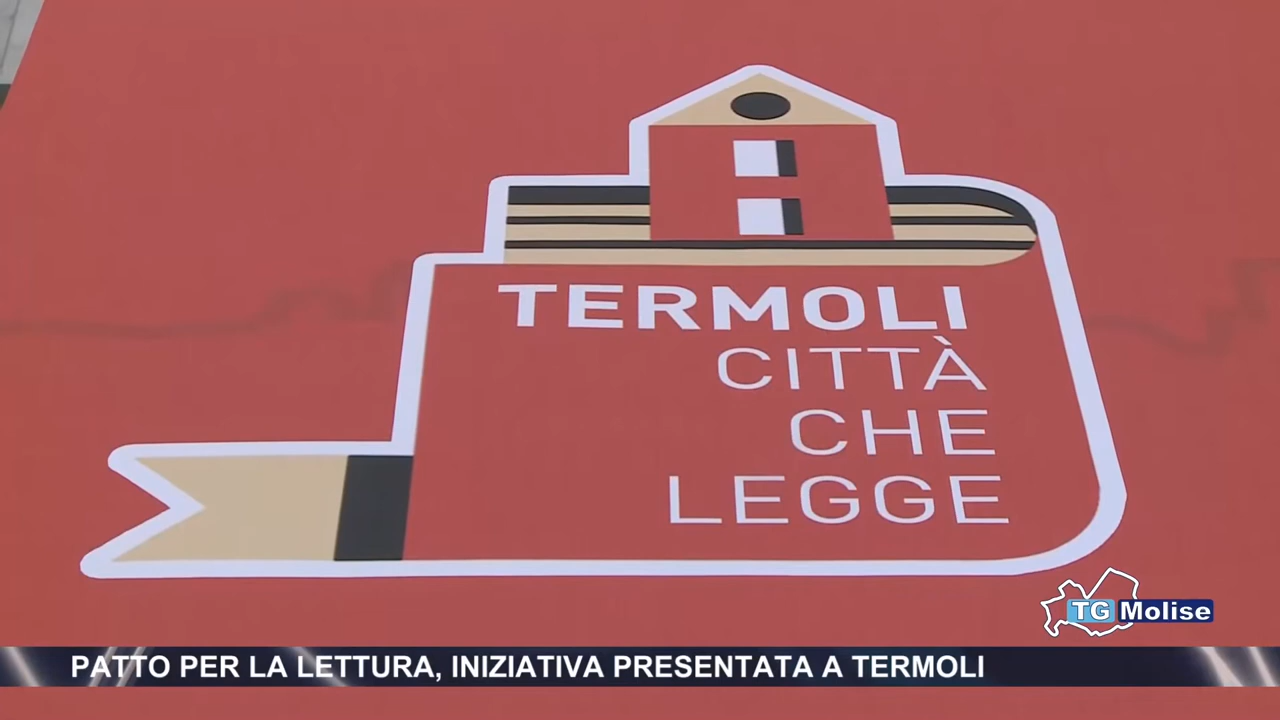 TERMOLI
CITTÀ
CHE
LEGGE
TG Molise
PATTO PER LA LETTURA, INIZIATIVA PRESENTATA A TERMOLI